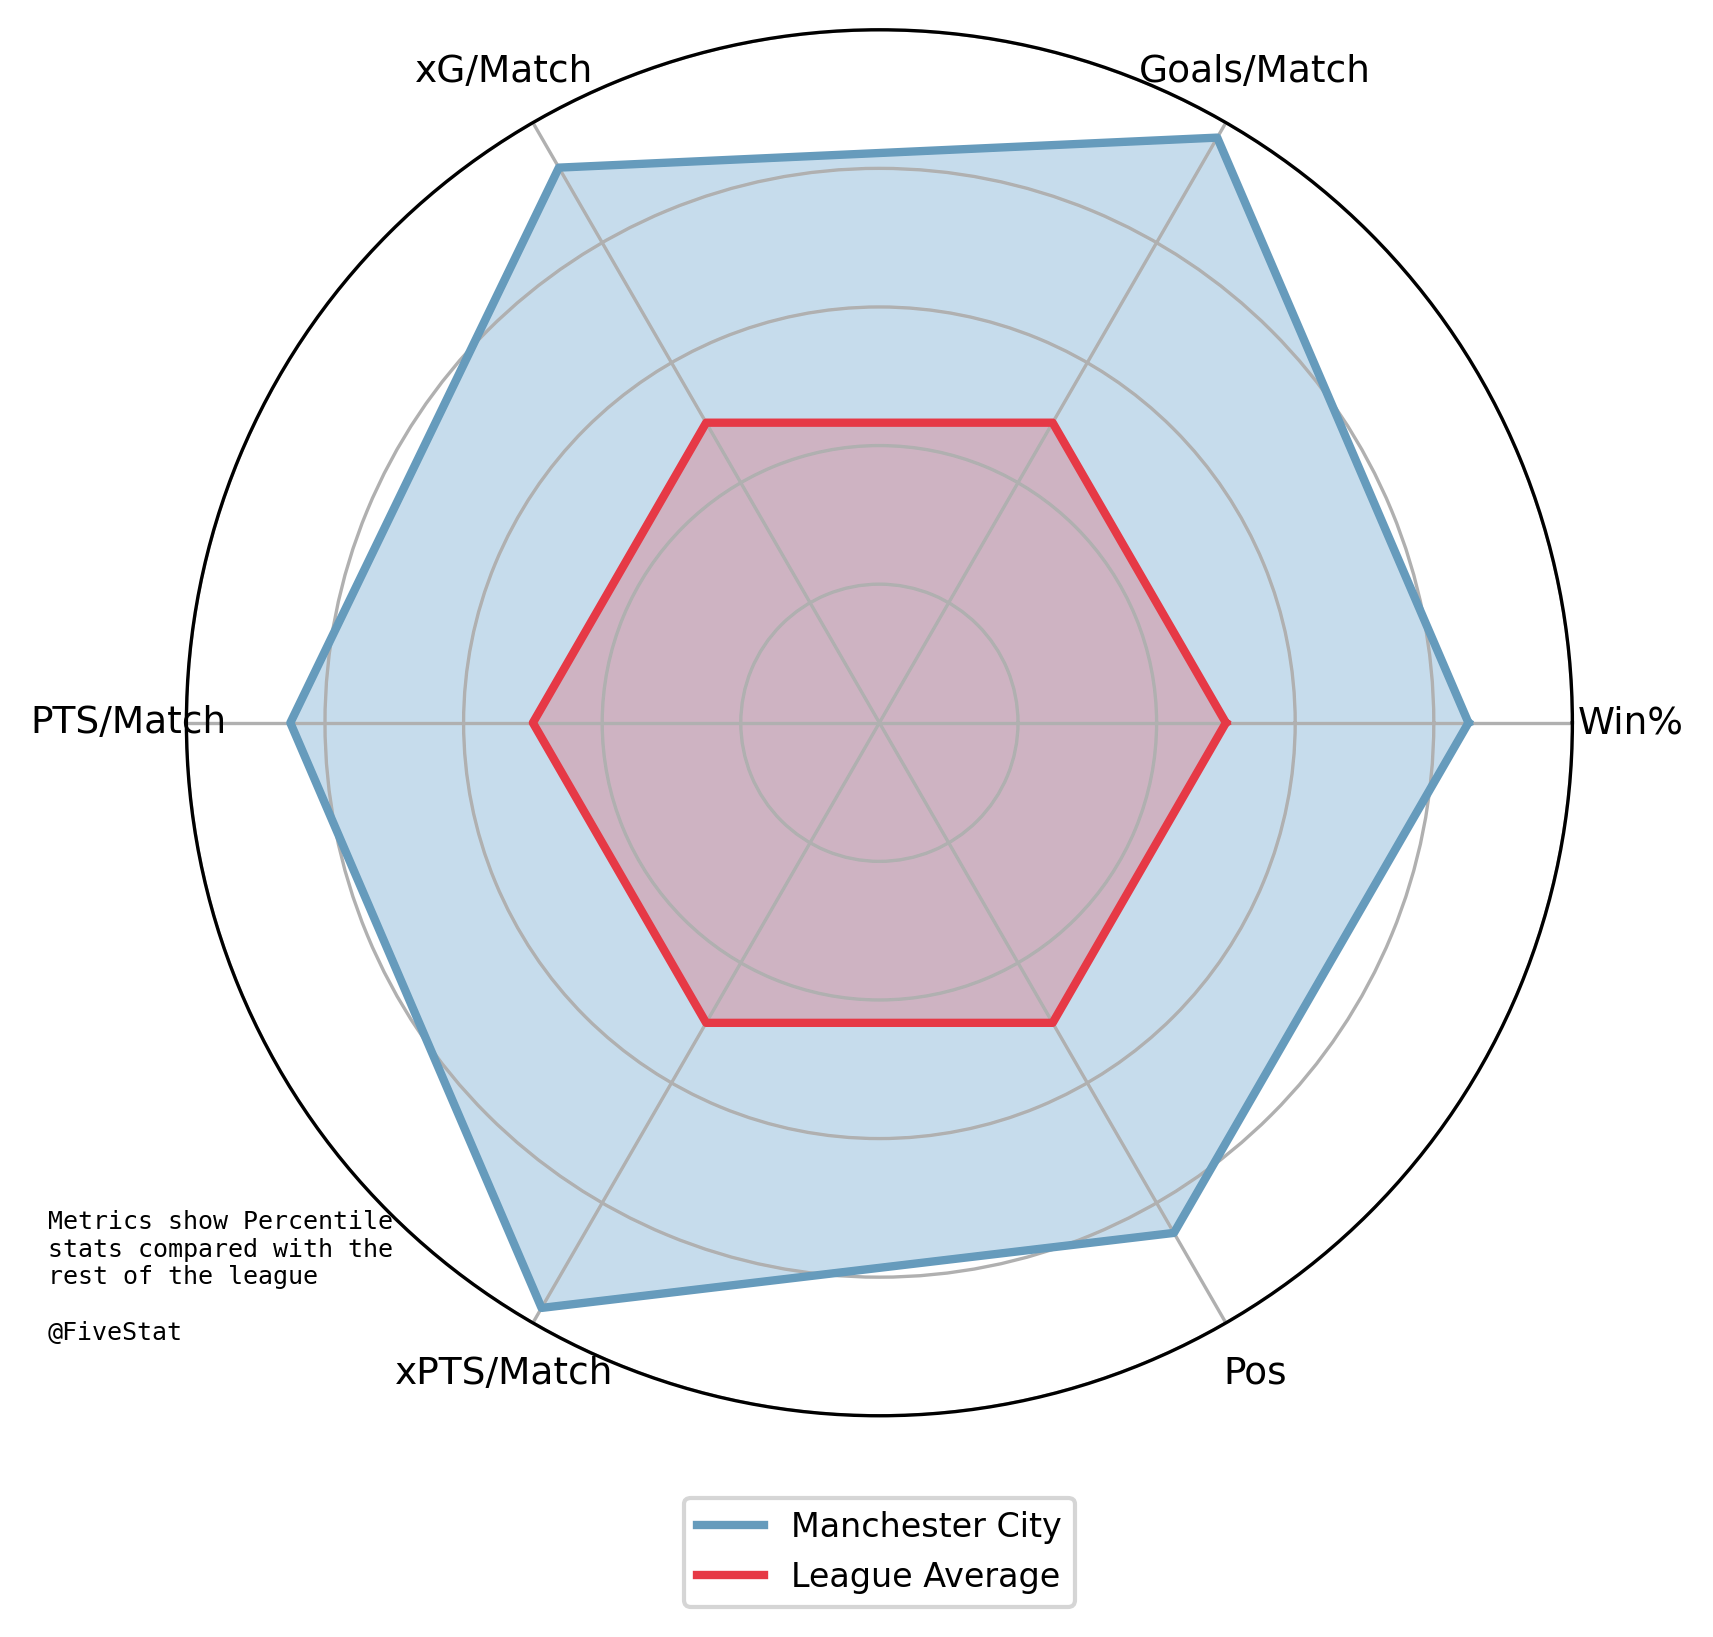 xG/Match
Goals/Match
PTS/Match
Win%
Metrics show Percentile
stats compared with the
rest of the league
@FiveStat
xPTS/Match
Pos
Manchester City
League Average